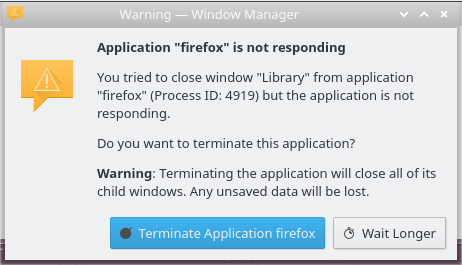 Warning — Window Manager
Application "firefox" is not responding
You tried to close window "Library" from application
"firefox" (Process ID: 4919) but the application is not
responding.
Do you want to terminate this application?
Warning: Terminating the application will close all of its
child windows. Any unsaved data will be lost.
Terminate Application firefox
Wait Longer